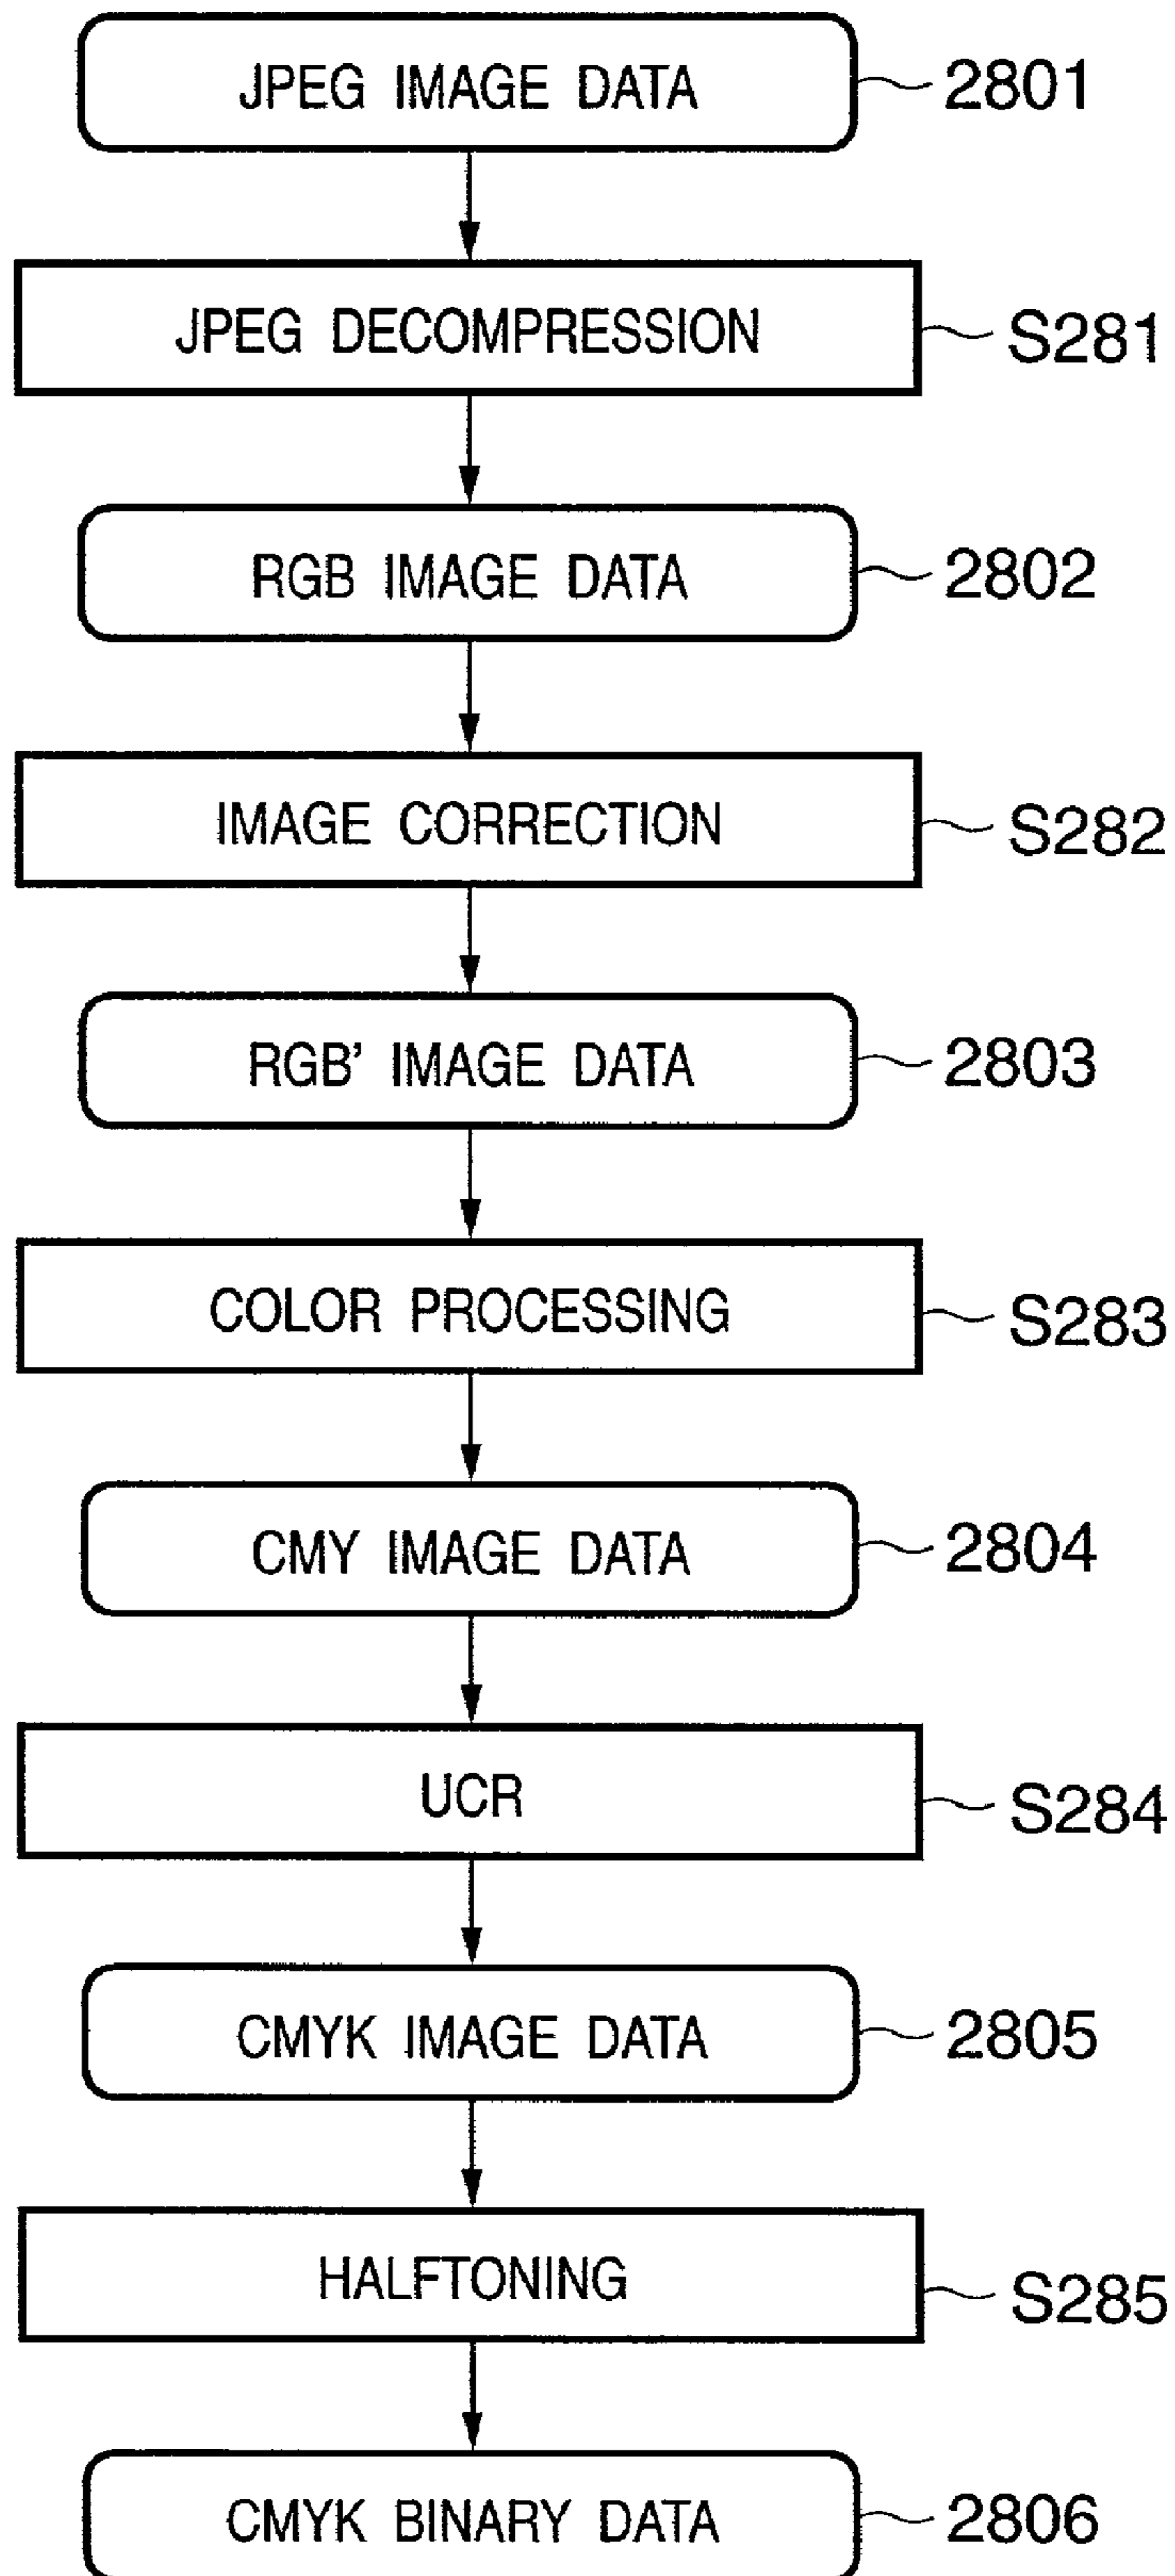 JPEG IMAGE DATA 2801
JPEG DECOMPRESSION S281
RGB IMAGE DATA 2802
IMAGE CORRECTION S282
RGB' IMAGE DATA 2803
COLOR PROCESSING S283
CMY IMAGE DATA 2804
UCR S284
CMYK IMAGE DATA 2805
HALFTONING S285
CMYK BINARY DATA 2806